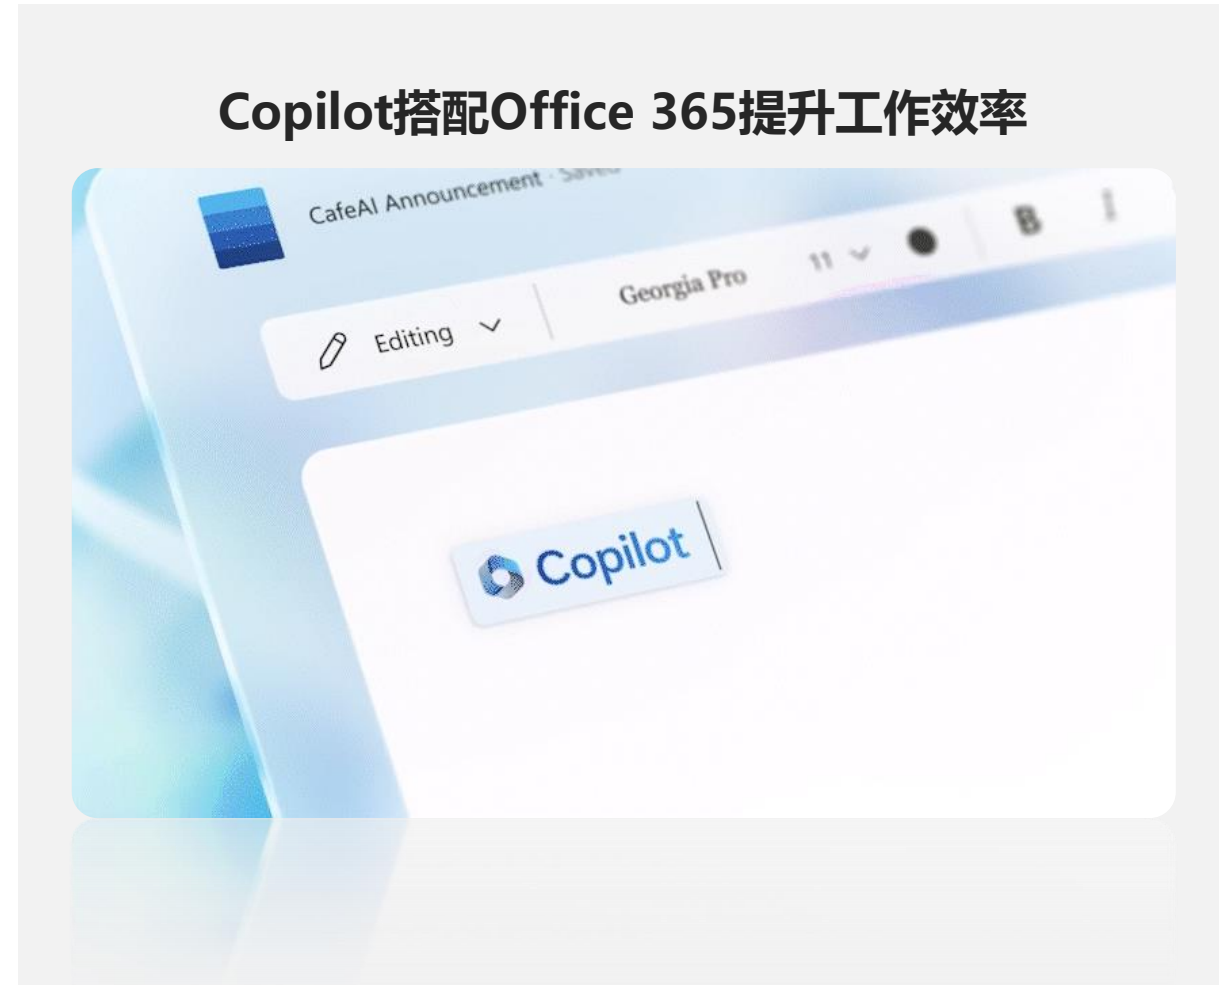 Copilot搭配Office 365提升工作效率
CafeAI Announcement · Saved
Editing Georgia Pro 11 B
Copilot